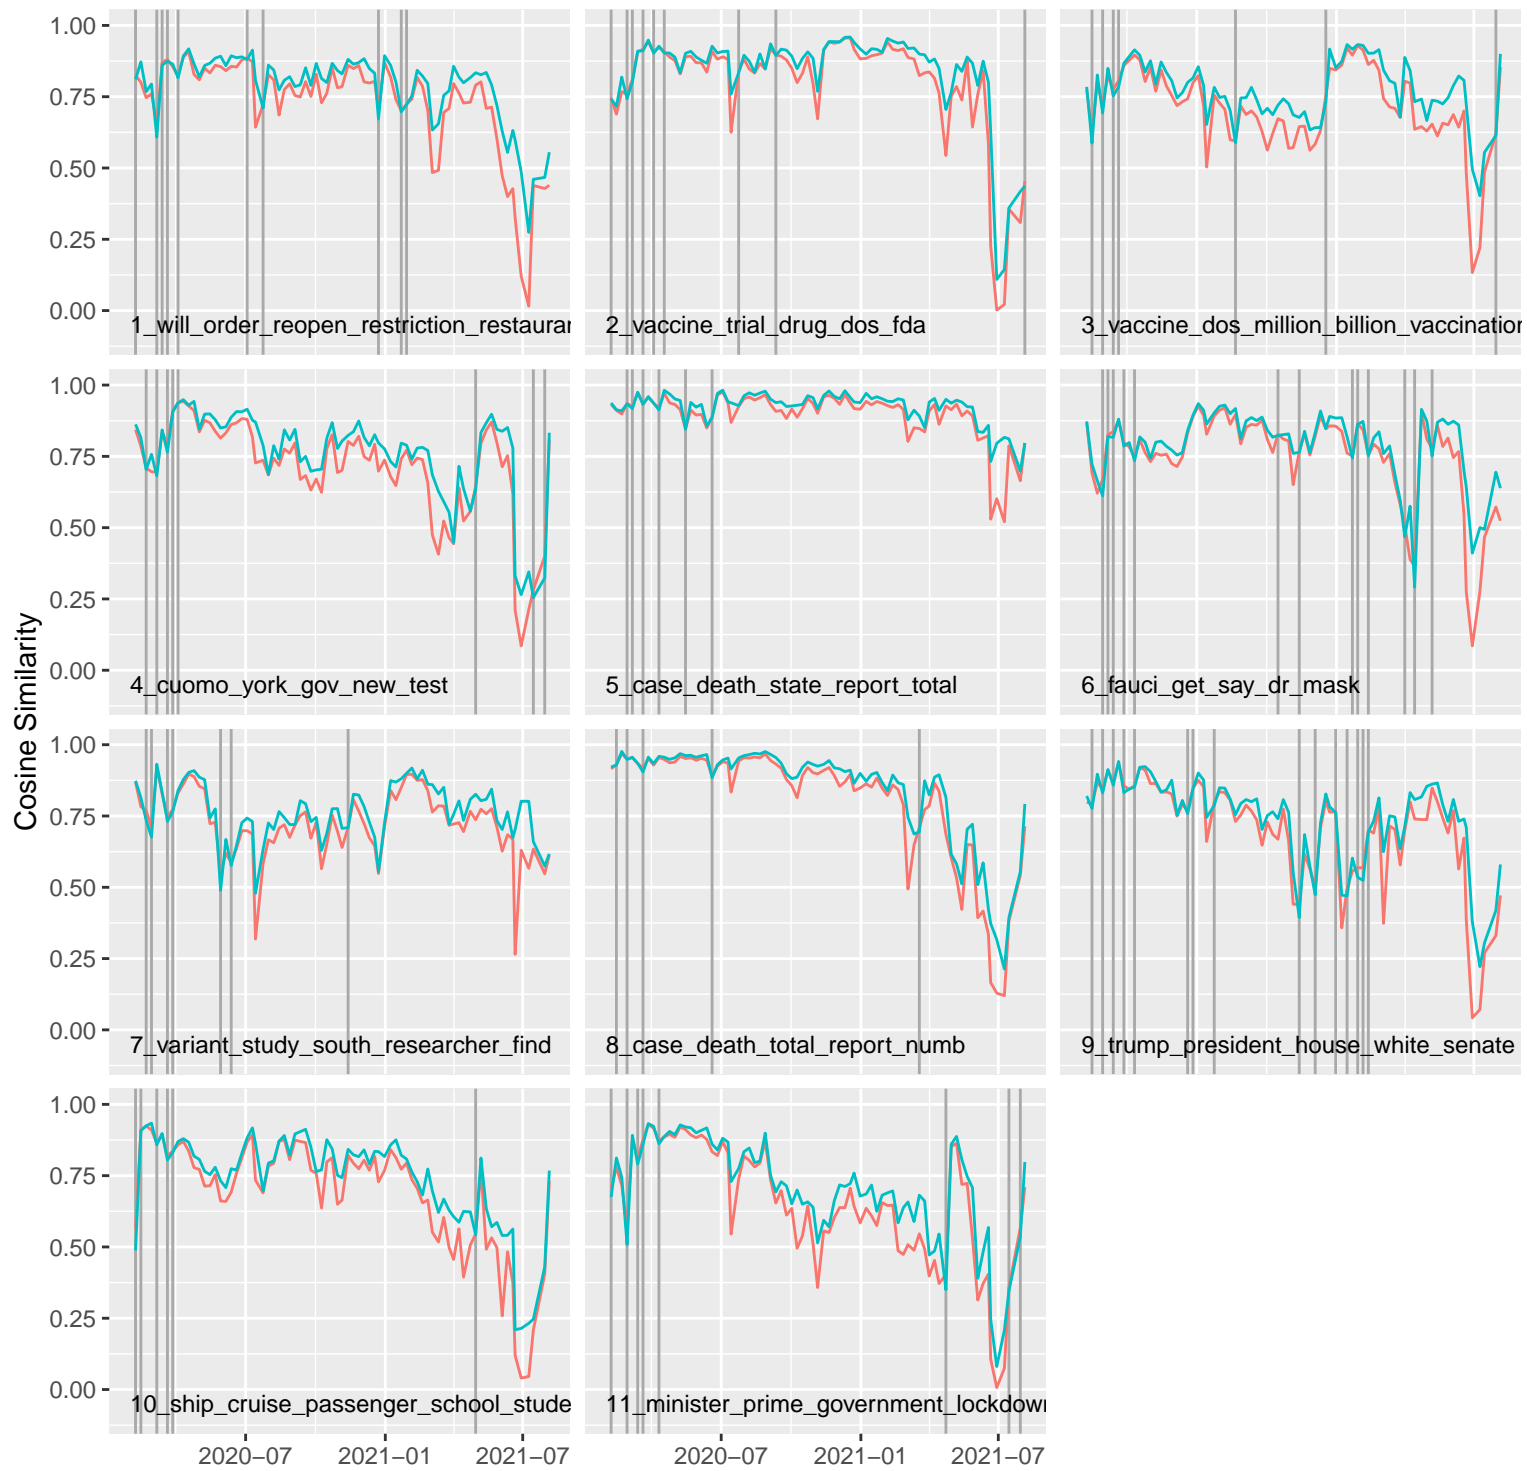 Cosine Similarity
1.00
0.75
0.50
0.25
0.00
1_will_order_reopen_restriction_restauran
2_vaccine_trial_drug_dos_fda
3_vaccine_dos_million_billion_vaccination
1.00
0.75
0.50
0.25
0.00
4_cuomo_york_gov_new_test
5_case_death_state_report_total
6_fauci_get_say_dr_mask
1.00
0.75
0.50
0.25
0.00
7_variant_study_south_researcher_find
8_case_death_total_report_numb
9_trump_president_house_white_senate
1.00
0.75
0.50
0.25
0.00
10_ship_cruise_passenger_school_stude
11_minister_prime_government_lockdown
2020−07
2021−01
2021−07
2020−07
2021−01
2021−07